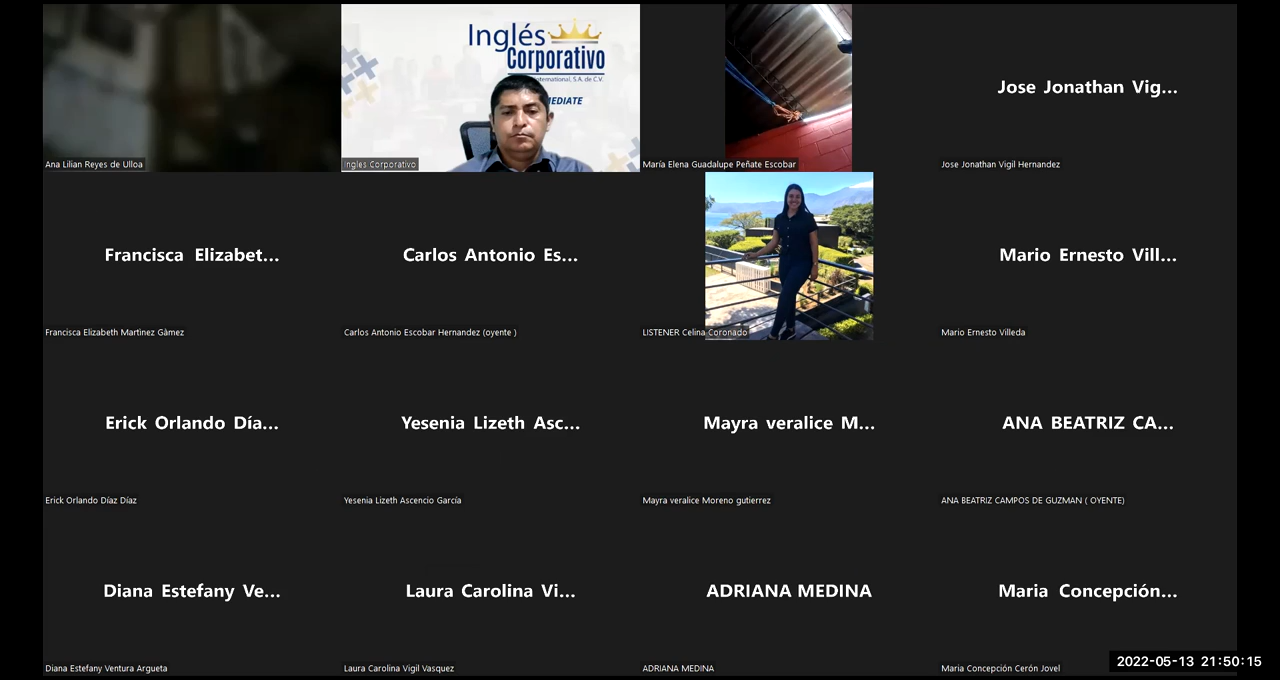 Inglés
Corporativo
International, S.A. de C.V.
MEDIATE
Jose Jonathan Vig...
Ana Lilian Reyes de Ulloa
Ingles Corporativo
María Elena Guadalupe Peñate Escobar
Jose Jonathan Vigil Hernandez
Francisca Elizabet...
Carlos Antonio Es...
Mario Ernesto Vill...
Francisca Elizabeth Martìnez Gàmez
Carlos Antonio Escobar Hernandez (oyente )
LISTENER Celina Coronado
Mario Ernesto Villeda
Erick Orlando Día...
Yesenia Lizeth Asc...
Mayra veralice M...
ANA BEATRIZ CA...
Erick Orlando Díaz Díaz
Yesenia Lizeth Ascencio García
Mayra veralice Moreno gutierrez
ANA BEATRIZ CAMPOS DE GUZMAN ( OYENTE)
Diana Estefany Ve...
Laura Carolina Vi...
ADRIANA MEDINA
Maria Concepción...
Diana Estefany Ventura Argueta
Laura Carolina Vigil Vasquez
ADRIANA MEDINA
Maria Concepción Cerón Jovel
2022-05-13 21:50:15